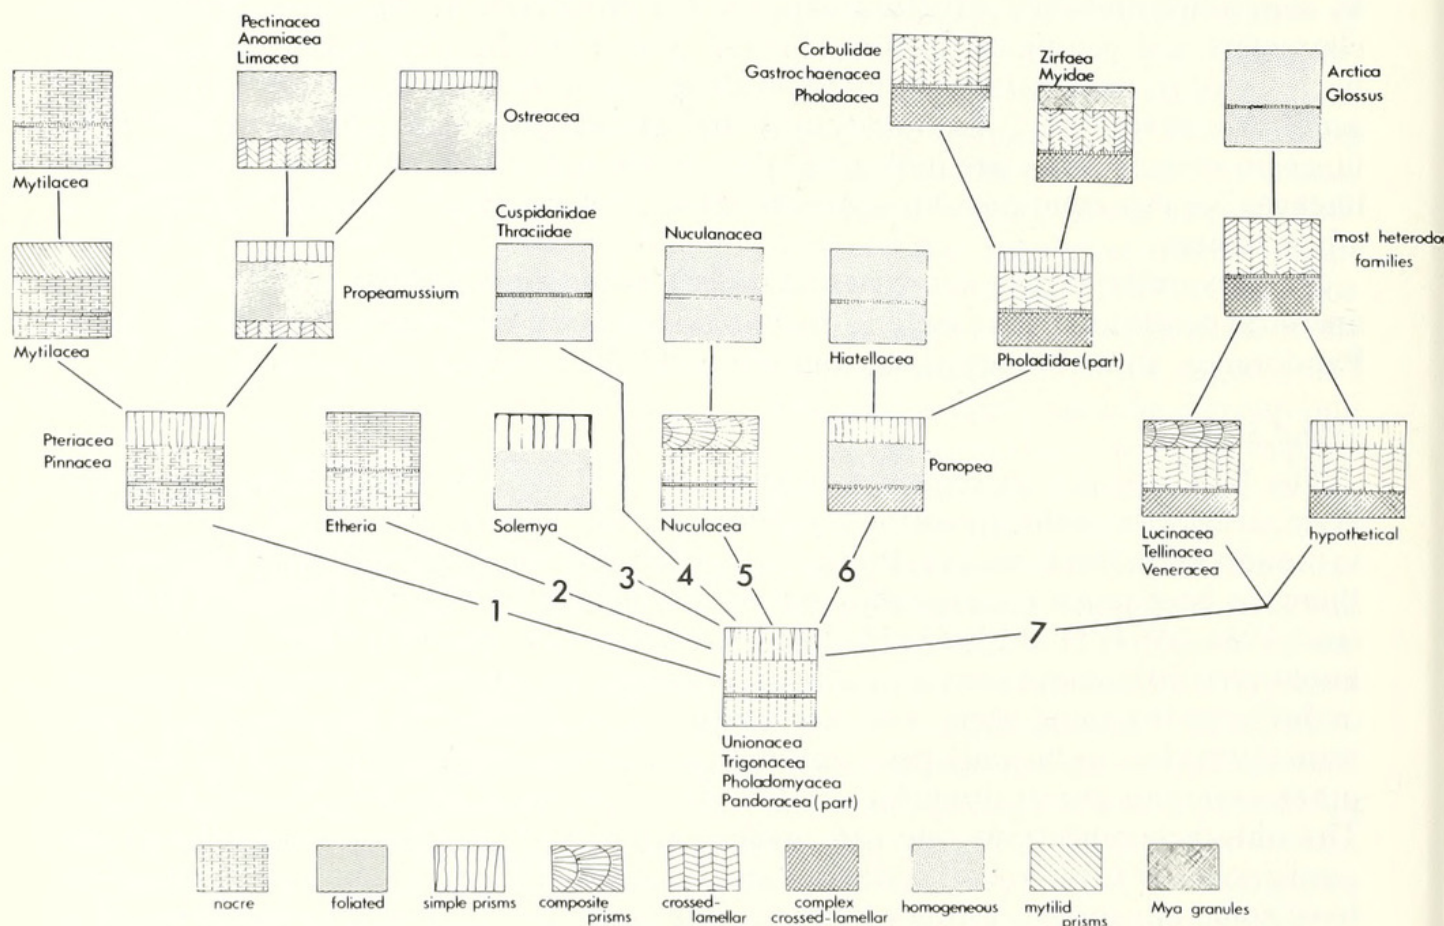 Pectinacea
Anomiacea
Limacea
Corbulidae
Gastrochaenacea
Pholadacea
Zirfaea
Myidae
Arctica
Glossus
Ostreacea
Mytilacea
Cuspidariidae
Thraciidae
Nuculanacea
most heterodon
families
Propeamussium
Mytilacea
Hiatellacea
Pholadidae (part)
Pteriacea
Pinnacea
Panopea
Etheria
Solemya
Nuculacea
Lucinacea
Tellinacea
Veneracea
hypothetical
1
2
3
4
5
6
7
Unionacea
Trigonacea
Pholadomyacea
Pandoracea (part)
nacre
foliated
simple prisms
composite
prisms
crossed-
lamellar
complex
crossed-lamellar
homogeneous
mytilid
prisms
Mya granules